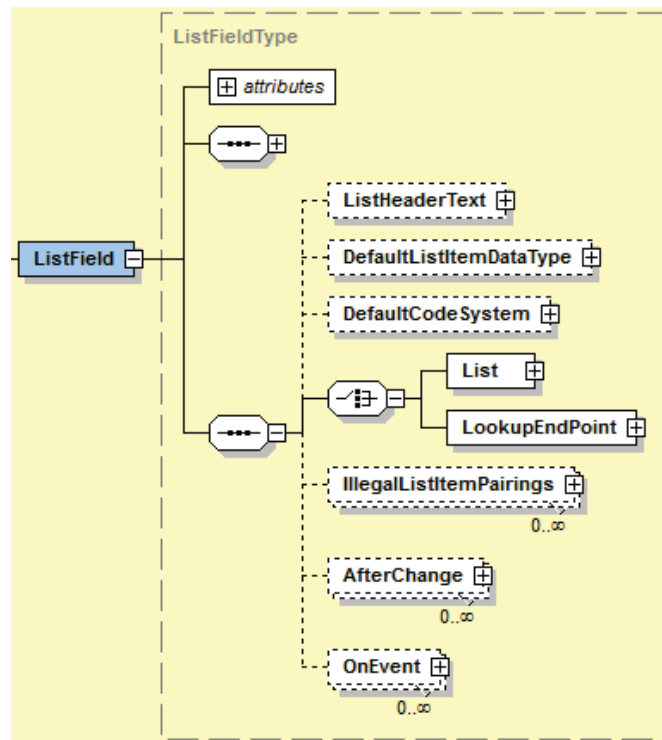 ListFieldType
attributes
ListHeaderText
ListField
DefaultListItemDataType
DefaultCodeSystem
List
LookupEndPoint
IllegalListItemPairings
0..∞
AfterChange
0..∞
OnEvent
0..∞